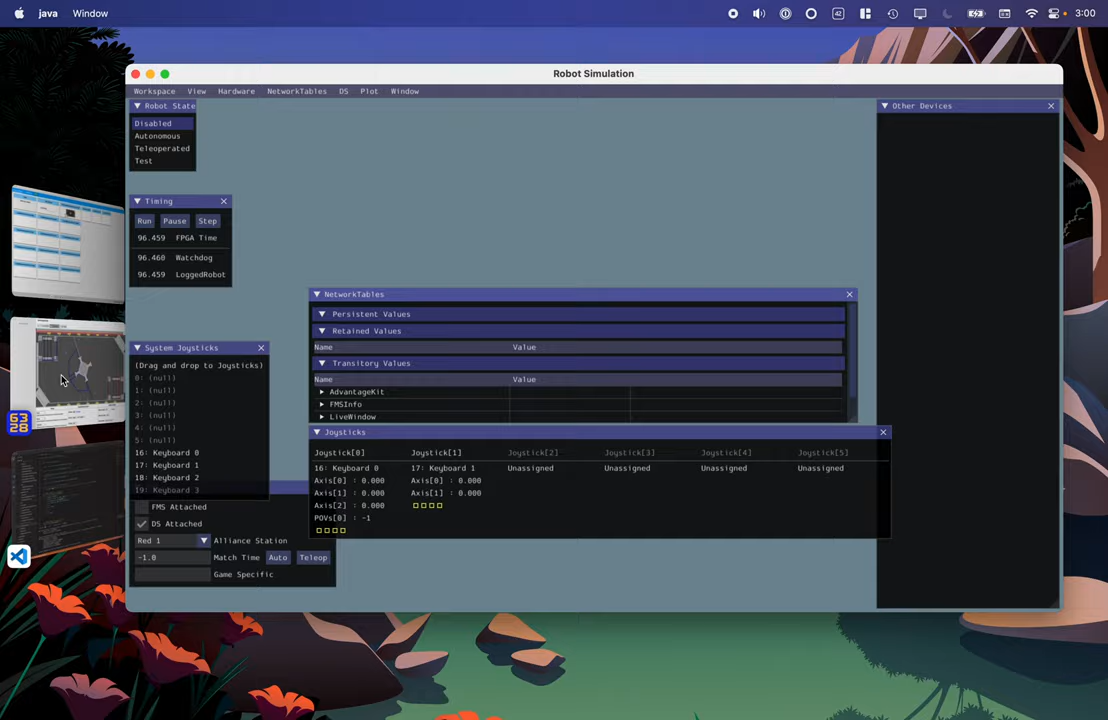 java Window
42
3:00
Robot Simulation
Workspace View Hardware NetworkTables DS Plot Window
Robot State
Disabled
Autonomous
Teleoperated
Test
Timing
Run Pause Step
96.459 FPGA Time
96.460 Watchdog
96.459 LoggedRobot
System Joysticks
(Drag and drop to Joysticks)
0: (null)
1: (null)
2: (null)
3: (null)
4: (null)
5: (null)
16: Keyboard 0
17: Keyboard 1
18: Keyboard 2
19: Keyboard 3
FMS Attached
DS Attached
Red 1 Alliance Station
-1.0 Match Time Auto Teleop
Game Specific
NetworkTables
Persistent Values
Retained Values
Name Value
Transitory Values
Name Value
AdvantageKit
FMSInfo
LiveWindow
Joysticks
Joystick[0] Joystick[1] Joystick[2] Joystick[3] Joystick[4] Joystick[5]
16: Keyboard 0 17: Keyboard 1 Unassigned Unassigned Unassigned Unassigned
Axis[0] : 0.000 Axis[0] : 0.000
Axis[1] : 0.000 Axis[1] : 0.000
Axis[2] : 0.000
POVs[0] : -1
Other Devices
63
28